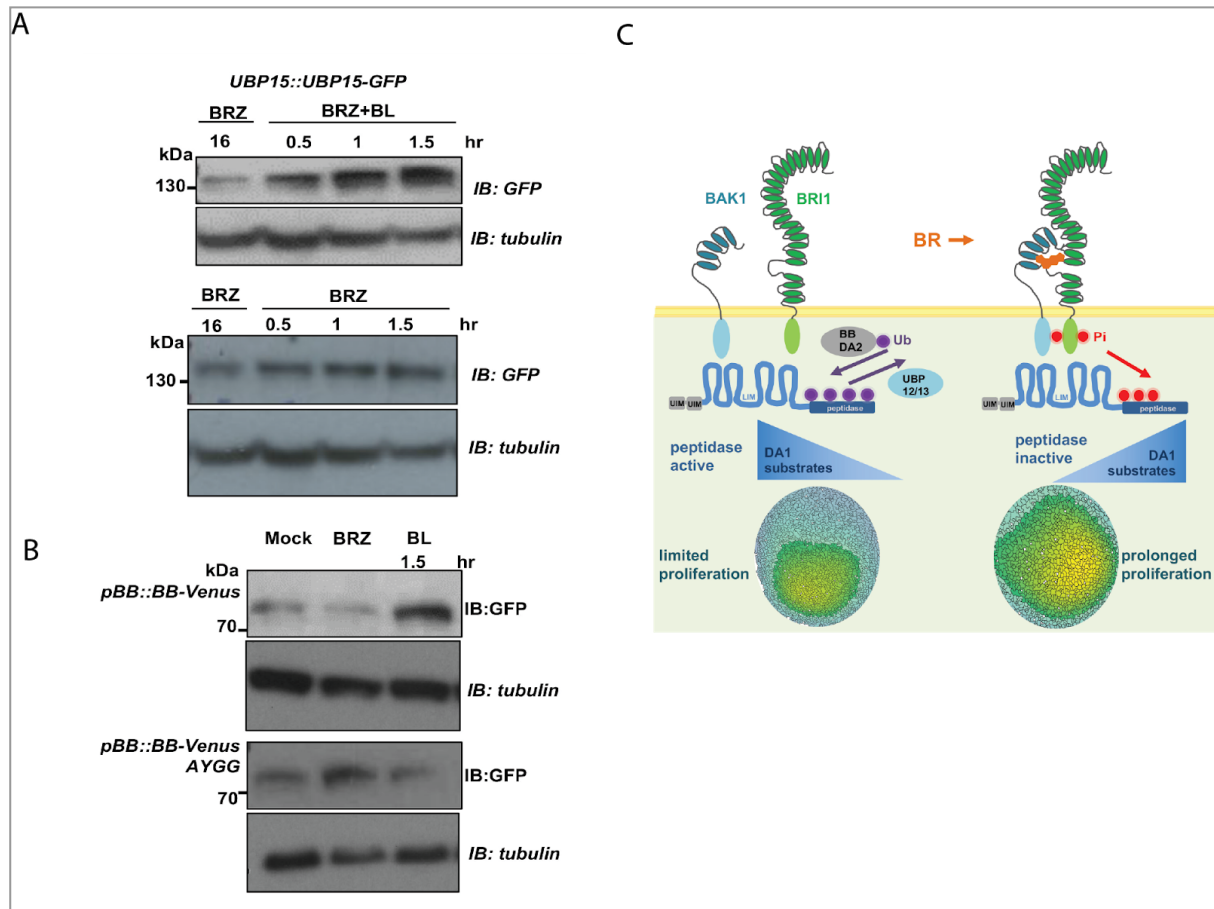 A
UBP15::UBP15-GFP
BRZ BRZ+BL
16 0.5 1 1.5 hr
kDa
130
IB: GFP
IB: tubulin
BRZ BRZ
16 0.5 1 1.5 hr
kDa
130
IB: GFP
IB: tubulin
B
Mock BRZ BL
1.5 hr
kDa
pBB::BB-Venus
IB:GFP
70
IB: tubulin
pBB::BB-Venus
AYGG
IB:GFP
70
IB: tubulin
C
BAK1 BRI1
BR
BB
DA2
Ub
UBP
12/13
Pi
UIM UIM LIM peptidase
UIM UIM LIM peptidase
peptidase
active
DA1
substrates
peptidase
inactive
DA1
substrates
limited
proliferation
prolonged
proliferation